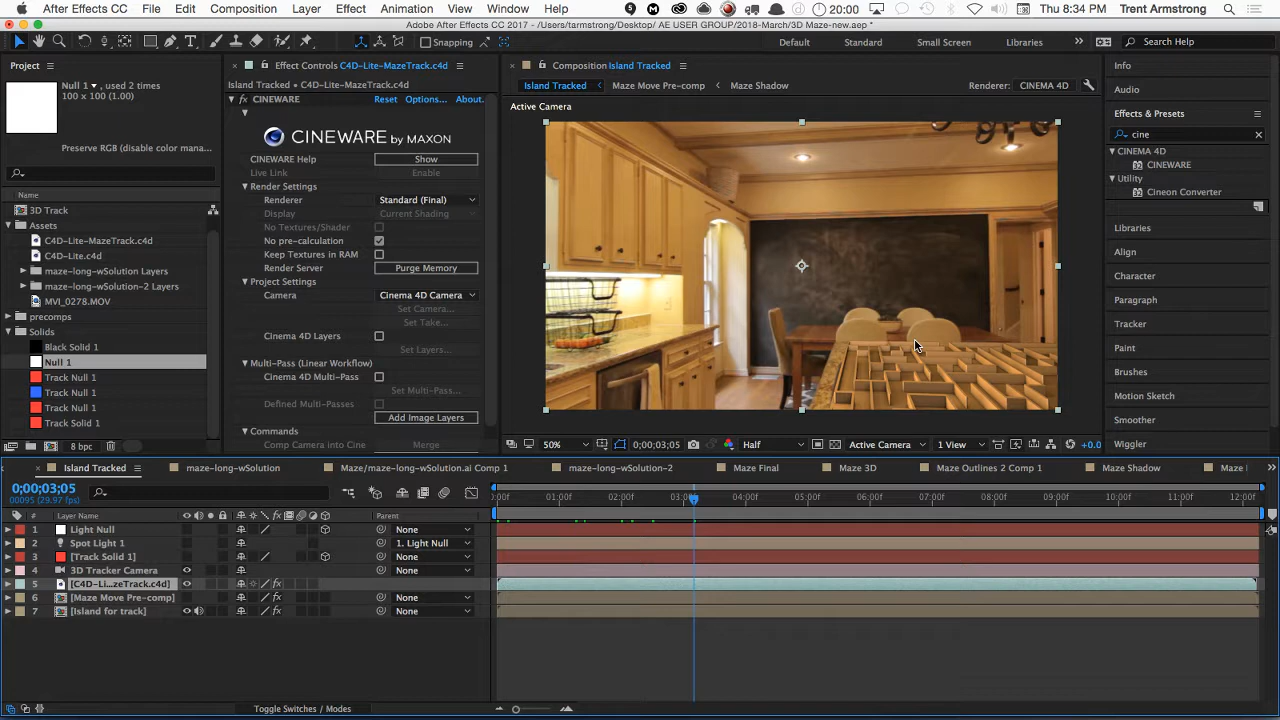 After Effects CC File Edit Composition Layer Effect Animation View Window Help 20:00 Thu 8:34 PM Trent Armstrong
Adobe After Effects CC 2017 - /Users/tarmstrong/Desktop/ AE USER GROUP/2018-March/3D Maze-new.aep *
Snapping Default Standard Small Screen Libraries Search Help
Project
Null 1, used 2 times
100 x 100 (1.00)
Preserve RGB (disable color mana...
Name
3D Track
Assets
C4D-Lite-MazeTrack.c4d
C4D-Lite.c4d
maze-long-wSolution Layers
maze-long-wSolution-2 Layers
MVI_0278.MOV
precomps
Solids
Black Solid 1
Null 1
Track Null 1
Track Null 1
Track Null 1
Track Solid 1
8 bpc
Effect Controls C4D-Lite-MazeTrack.c4d
Island Tracked • C4D-Lite-MazeTrack.c4d
fx CINEWARE Reset Options... About.
CINEWARE BY MAXON
CINEWARE Help Show
Live Link Enable
Render Settings
Renderer Standard (Final)
Display Current Shading
No Textures/Shader
No pre-calculation
Keep Textures in RAM
Render Server Purge Memory
Project Settings
Camera Cinema 4D Camera
Set Camera...
Set Take...
Cinema 4D Layers
Set Layers...
Multi-Pass (Linear Workflow)
Cinema 4D Multi-Pass
Set Multi-Pass...
Defined Multi-Passes
Add Image Layers
Commands
Comp Camera into Cine Merge
Composition Island Tracked
Island Tracked Maze Move Pre-comp Maze Shadow Renderer: CINEMA 4D
Active Camera
50% 0;00;03;05 Half Active Camera 1 View +0.0
Info
Audio
Effects & Presets
cine
CINEMA 4D
CINEWARE
Utility
Cineon Converter
Libraries
Align
Character
Paragraph
Tracker
Paint
Brushes
Motion Sketch
Smoother
Wiggler
Island Tracked maze-long-wSolution Maze/maze-long-wSolution.ai Comp 1 maze-long-wSolution-2 Maze Final Maze 3D Maze Outlines 2 Comp 1 Maze Shadow Maze
0;00;03;05
00095 (29.97 fps)
# Layer Name Parent
:00f 01:00f 02:00f 03:00f 04:00f 05:00f 06:00f 07:00f 08:00f 09:00f 10:00f 11:00f 12:00f
1 Light Null None
2 Spot Light 1 1. Light Null
3 [Track Solid 1] None
4 3D Tracker Camera None
5 [C4D-Li...zeTrack.c4d] None
6 [Maze Move Pre-comp] None
7 [Island for track] None
Toggle Switches / Modes